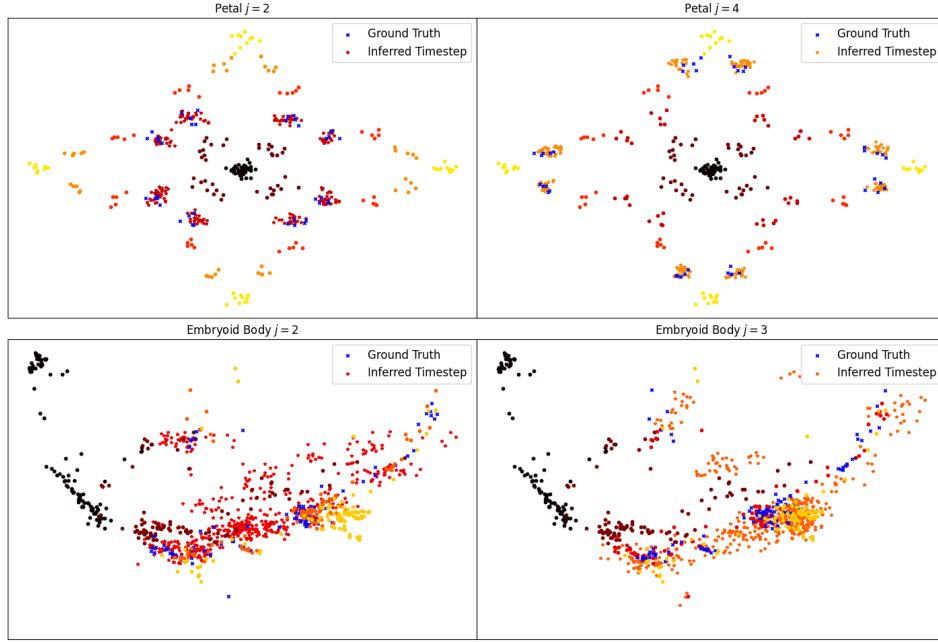 Petal j = 2
Ground Truth
Inferred Timestep
Petal j = 4
Ground Truth
Inferred Timestep
Embryoid Body j = 2
Ground Truth
Inferred Timestep
Embryoid Body j = 3
Ground Truth
Inferred Timestep